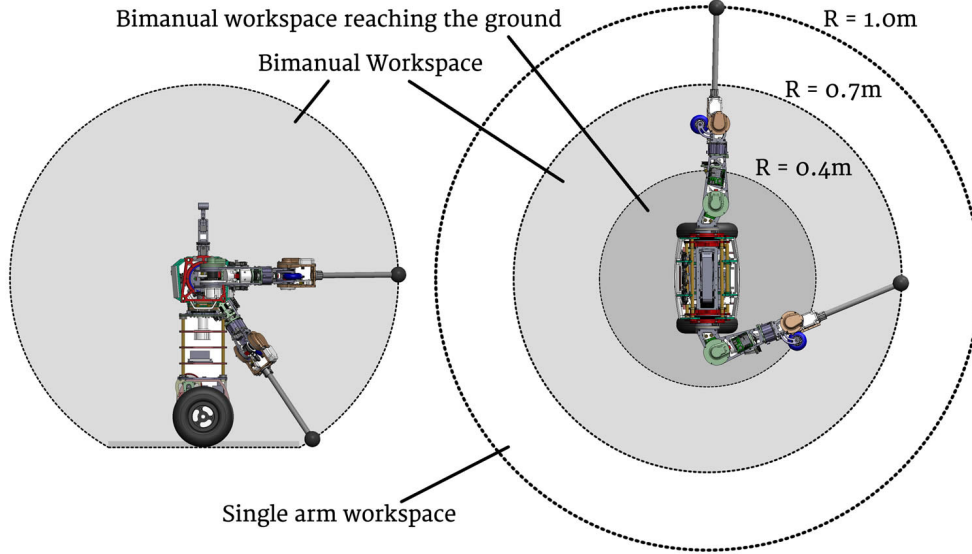 Bimanual workspace reaching the ground
R = 1.0m
Bimanual Workspace
R = 0.7m
R = 0.4m
Single arm workspace